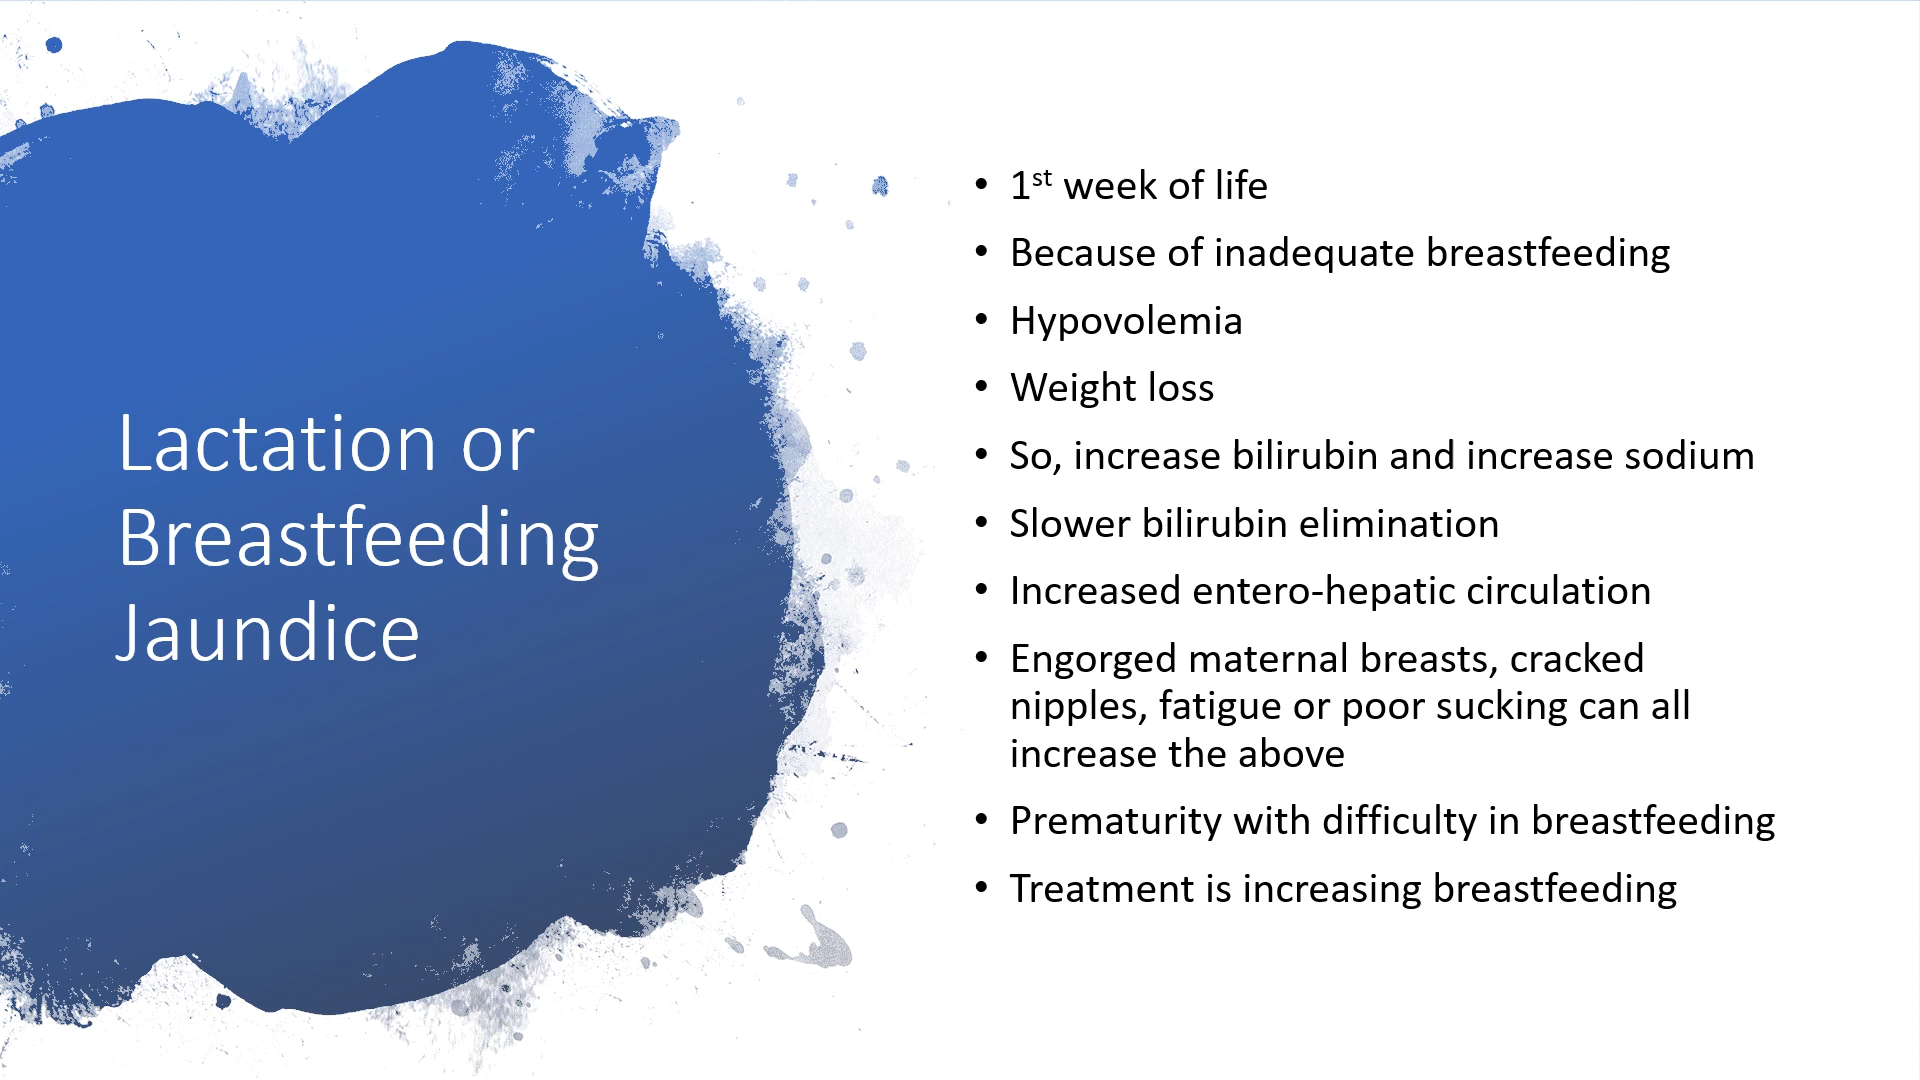 Lactation or
Breastfeeding
Jaundice
• 1st week of life
• Because of inadequate breastfeeding
• Hypovolemia
• Weight loss
• So, increase bilirubin and increase sodium
• Slower bilirubin elimination
• Increased entero-hepatic circulation
• Engorged maternal breasts, cracked
nipples, fatigue or poor sucking can all
increase the above
• Prematurity with difficulty in breastfeeding
• Treatment is increasing breastfeeding